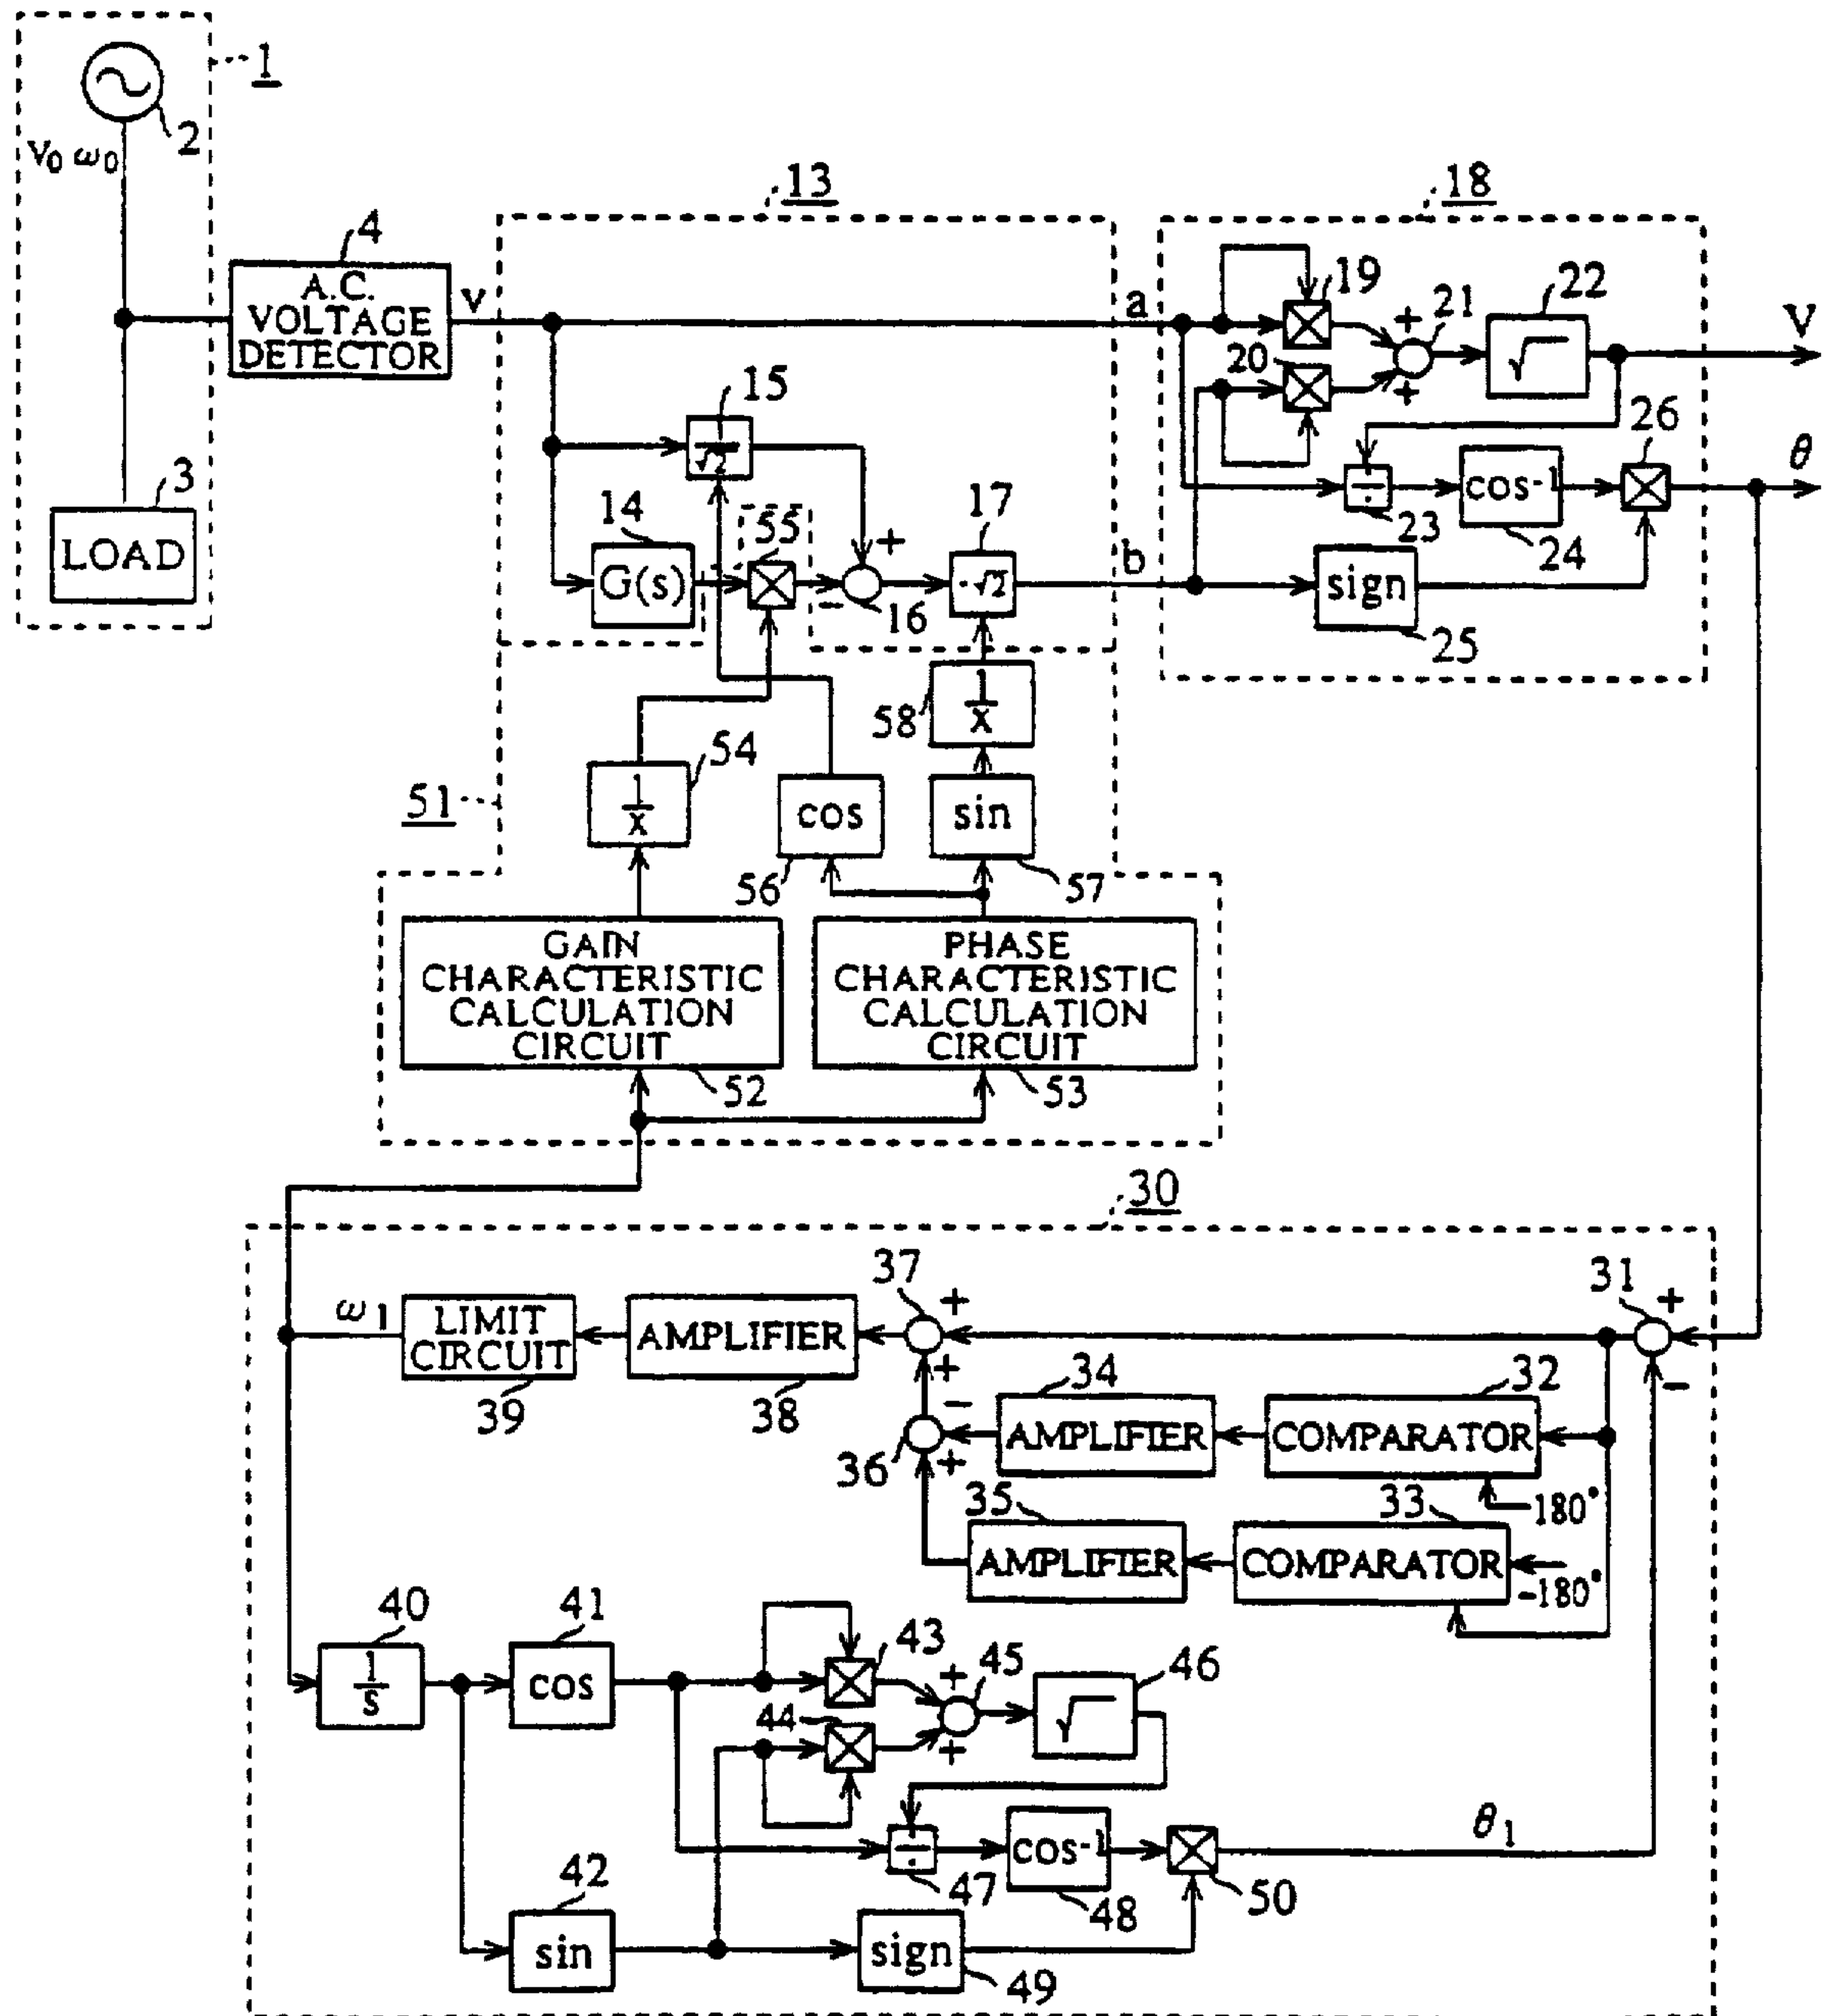 1
2
V0 ω0
13
18
4
A.C.
VOLTAGE
DETECTOR
v
a
19
21
22
√
V
20
+
+
15
1/√2
26
θ
3
LOAD
14
G(s)
55
+
−
16
17
-√2
b
÷
23
cos-1
24
sign
25
58
1/x
54
1/x
51
cos
56
sin
57
GAIN
CHARACTERISTIC
CALCULATION
CIRCUIT
52
PHASE
CHARACTERISTIC
CALCULATION
CIRCUIT
53
30
37
+
31
+
ω1
LIMIT
CIRCUIT
39
AMPLIFIER
38
+
−
36
+
34
AMPLIFIER
32
COMPARATOR
−
180°
35
AMPLIFIER
33
COMPARATOR
-180°
40
1/s
41
cos
43
44
+
45
+
46
√
θ1
÷
47
cos-1
48
50
42
sin
sign
49